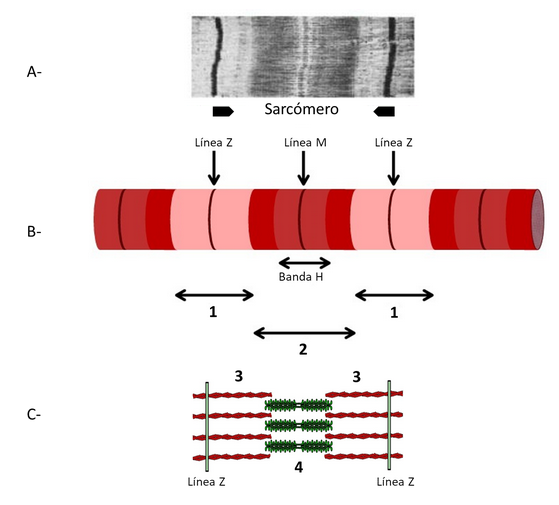 A-
Sarcómero
Línea Z Línea M Línea Z
B-
Banda H
1 1
2
3 3
C-
4
Línea Z Línea Z